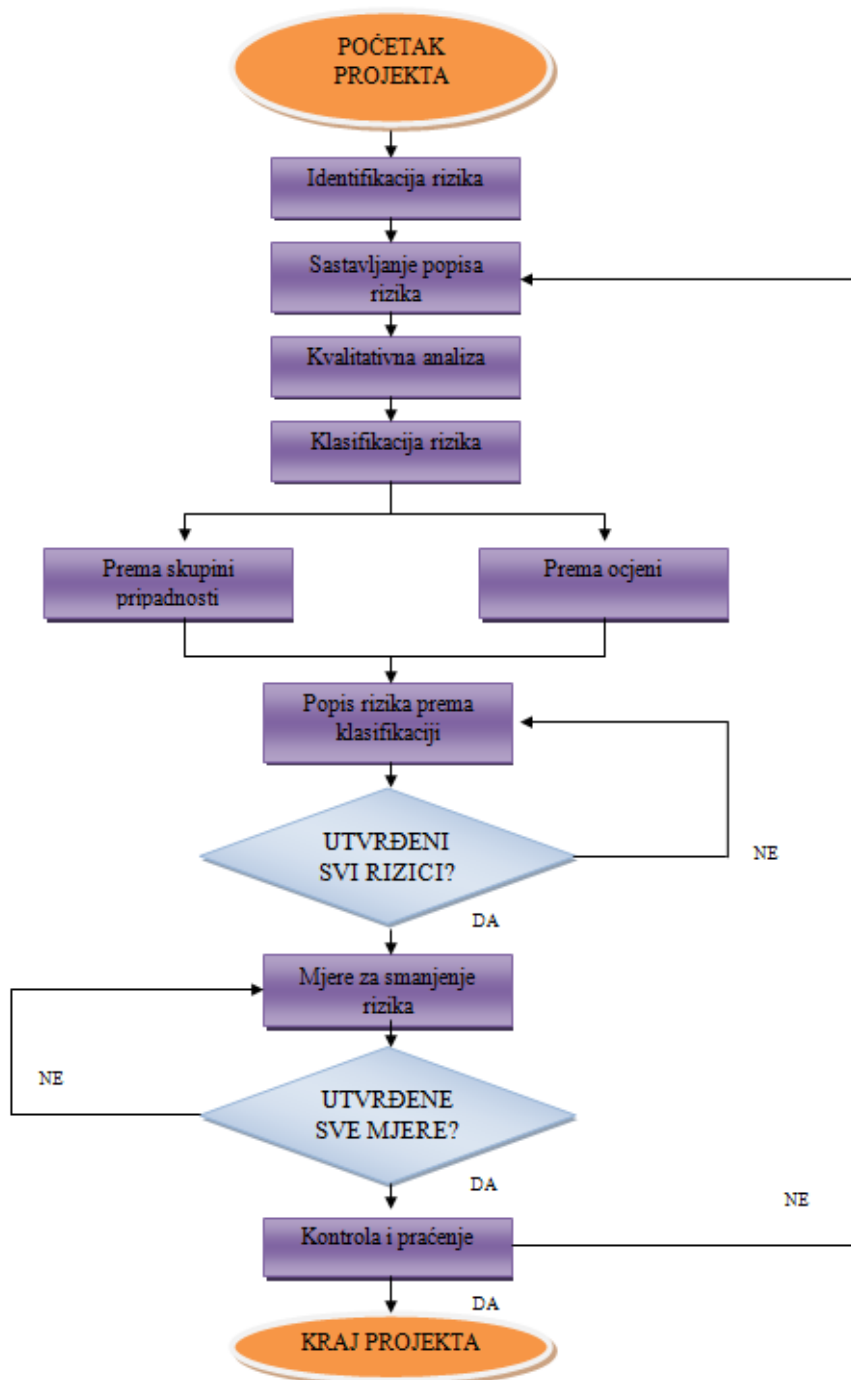 POČETAK
PROJEKTA
Identifikacija rizika
Sastavljanje popisa
rizika
Kvalitativna analiza
Klasifikacija rizika
Prema skupini
pripadnosti
Prema ocjeni
Popis rizika prema
klasifikaciji
UTVRĐENI
SVI RIZICI?
NE
DA
Mjere za smanjenje
rizika
NE
UTVRĐENE
SVE MJERE?
DA
NE
Kontrola i praćenje
DA
KRAJ PROJEKTA